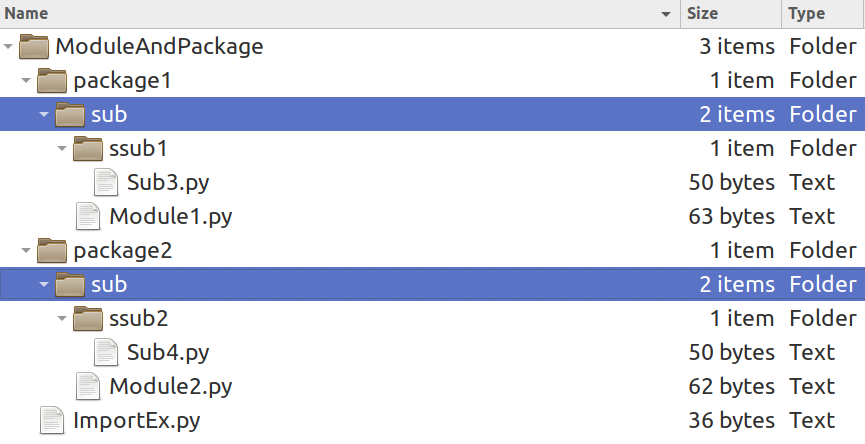 Name Size Type
ModuleAndPackage 3 items Folder
package1 1 item Folder
sub 2 items Folder
ssub1 1 item Folder
Sub3.py 50 bytes Text
Module1.py 63 bytes Text
package2 1 item Folder
sub 2 items Folder
ssub2 1 item Folder
Sub4.py 50 bytes Text
Module2.py 62 bytes Text
ImportEx.py 36 bytes Text